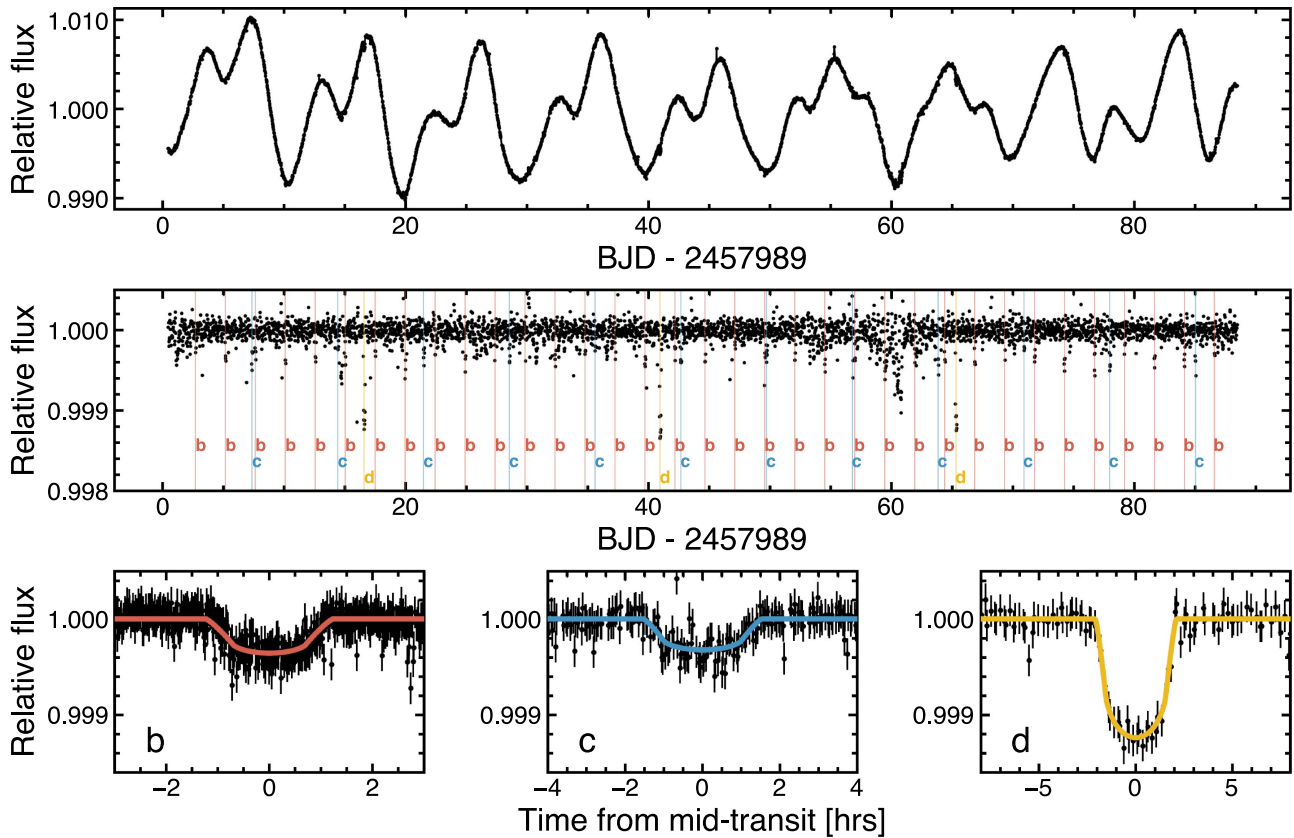 Relative flux
1.010
1.000
0.990
0 20 40 60 80
BJD - 2457989
Relative flux
1.000
0.999
0.998
b b b b b b b b b b b b b b b b b b b b b b b b b b b b b b b b b b b
c c c c c c c c c c c c
d d d
0 20 40 60 80
BJD - 2457989
Relative flux
1.000 1.000 1.000
0.999 0.999 0.999
b c d
−2 0 2 −4 −2 0 2 4 −5 0 5
Time from mid-transit [hrs]